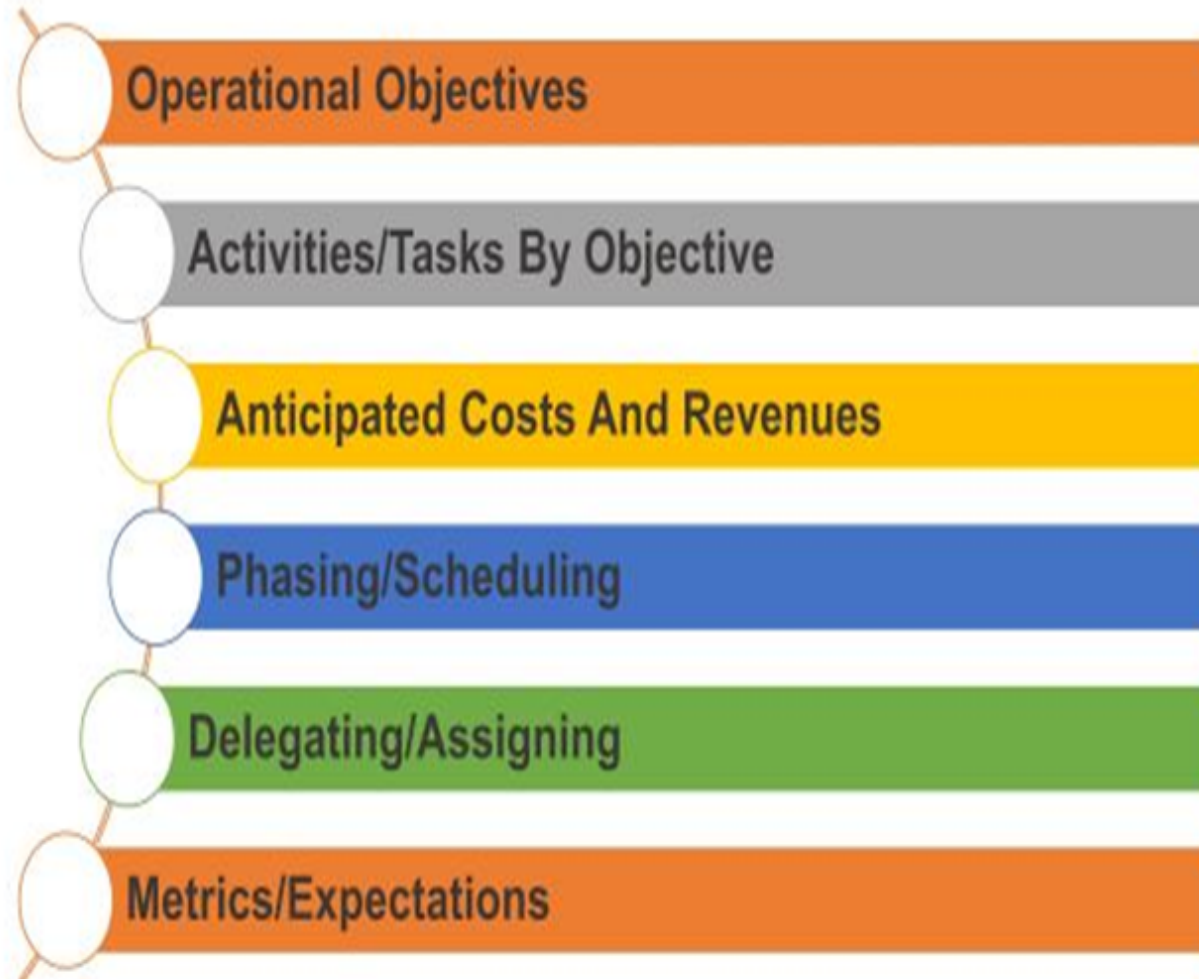 Operational Objectives
Activities/Tasks By Objective
Anticipated Costs And Revenues
Phasing/Scheduling
Delegating/Assigning
Metrics/Expectations